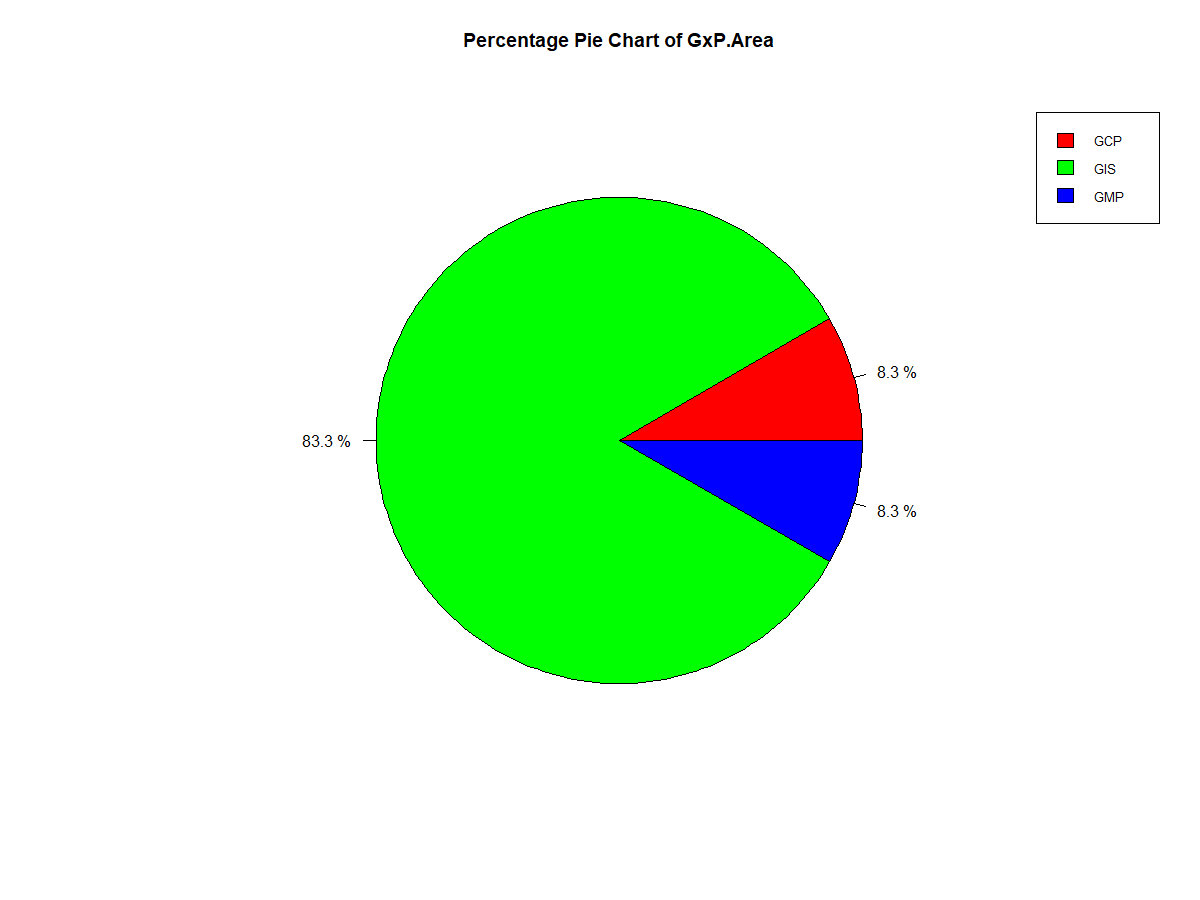 Percentage Pie Chart of GxP.Area
GCP
GIS
GMP
8.3 %
83.3 %
8.3 %